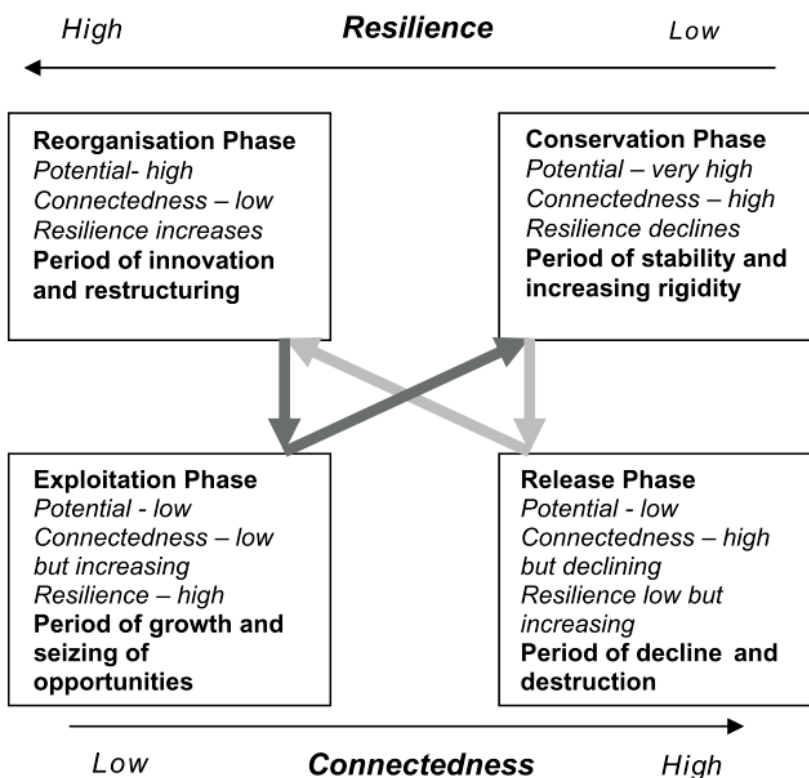 High Resilience Low
Reorganisation Phase
Potential- high
Connectedness – low
Resilience increases
Period of innovation
and restructuring
Conservation Phase
Potential – very high
Connectedness – high
Resilience declines
Period of stability and
increasing rigidity
Exploitation Phase
Potential - low
Connectedness – low
but increasing
Resilience – high
Period of growth and
seizing of
opportunities
Release Phase
Potential - low
Connectedness – high
but declining
Resilience low but
increasing
Period of decline and
destruction
Low Connectedness High